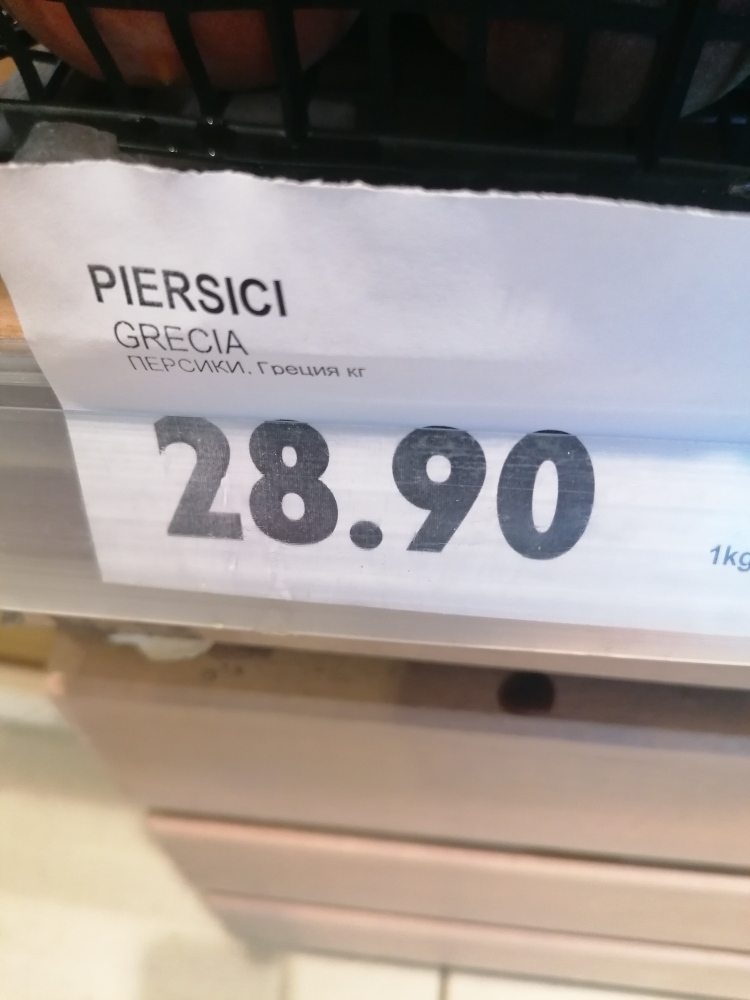 PIERSICI
GRECIA
ПЕРСИКИ. Греция кг
28.90
1kg